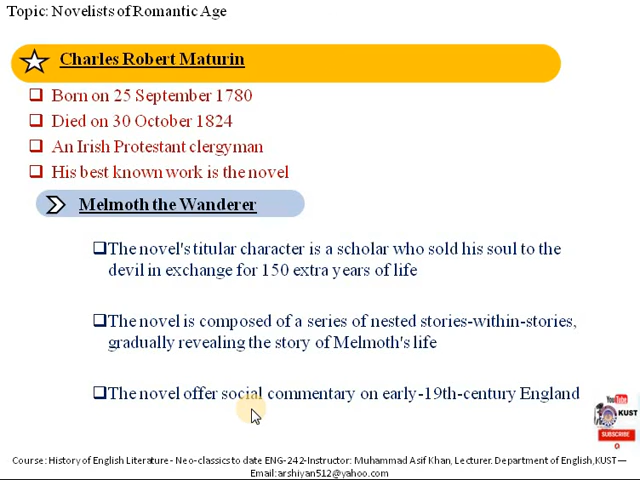 Topic: Novelists of Romantic Age
Charles Robert Maturin
Born on 25 September 1780
Died on 30 October 1824
An Irish Protestant clergyman
His best known work is the novel
Melmoth the Wanderer
The novel's titular character is a scholar who sold his soul to the
devil in exchange for 150 extra years of life
The novel is composed of a series of nested stories-within-stories,
gradually revealing the story of Melmoth's life
The novel offer social commentary on early-19th-century England
YouTube
KUST
SUBSCRIBE
Course: History of English Literature- Neo-classics to date ENG-242-Instructor: Muhammad Asif Khan, Lecturer. Department of English,KUST—
Email:arshiyan512@yahoo.com